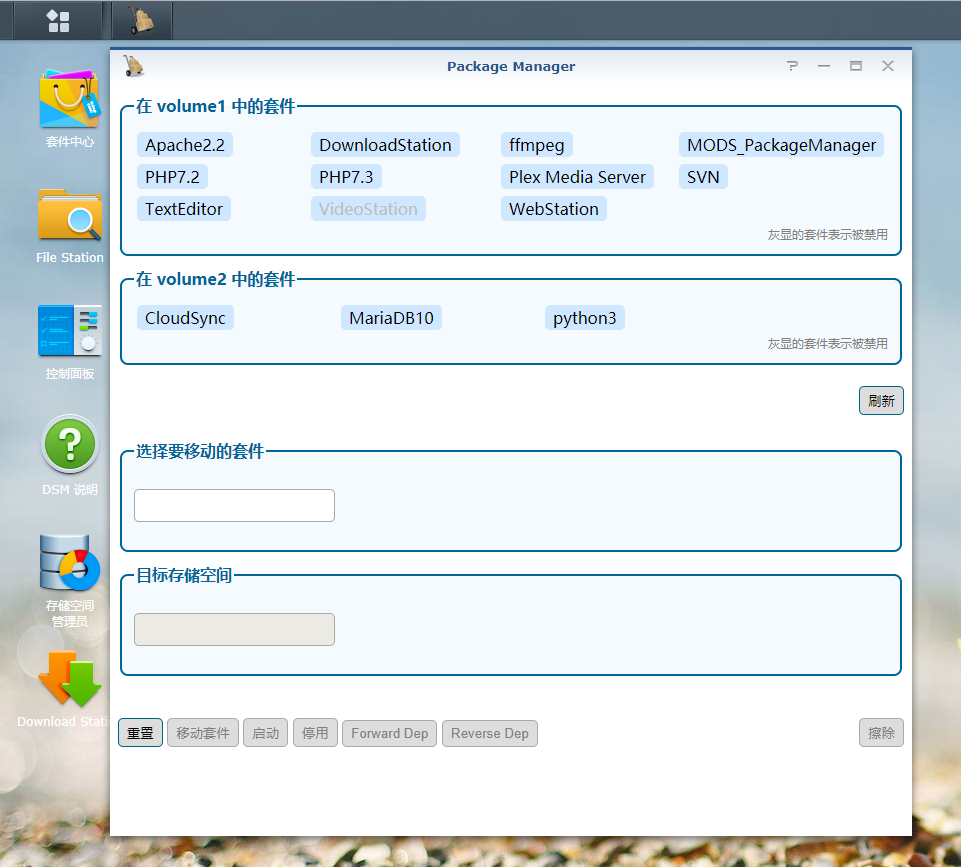 Package Manager
套件中心
File Station
控制面板
DSM 说明
存储空间
管理员
Download Stati
在 volume1 中的套件
Apache2.2 DownloadStation ffmpeg MODS_PackageManager
PHP7.2 PHP7.3 Plex Media Server SVN
TextEditor VideoStation WebStation
灰显的套件表示被禁用
在 volume2 中的套件
CloudSync MariaDB10 python3
灰显的套件表示被禁用
刷新
选择要移动的套件
目标存储空间
重置 移动套件 启动 停用 Forward Dep Reverse Dep 擦除